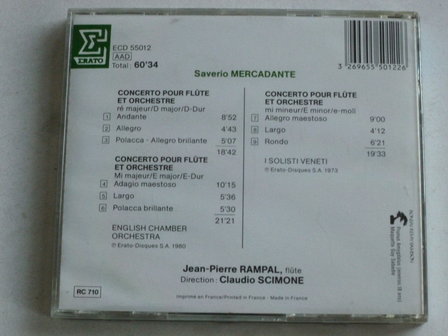 ERATO
ECD 55012
AAD
Total : 60'34
3 269655 501226
Saverio MERCADANTE
CONCERTO POUR FLÛTE
ET ORCHESTRE
ré majeur/D major/D-Dur
1 Andante 8'52
2 Allegro 4'43
3 Polacca - Allegro brillante 5'07
18'42
CONCERTO POUR FLÛTE
ET ORCHESTRE
Mi majeur/E major/E-Dur
4 Adagio maestoso 10'15
5 Largo 5'36
6 Polacca brillante 5'30
21'21
ENGLISH CHAMBER
ORCHESTRA
℗ Erato-Disques S.A. 1980
CONCERTO POUR FLÛTE
ET ORCHESTRE
mi mineur/E minor/e-moll
7 Allegro maestoso 9'00
8 Largo 4'12
9 Rondo 6'21
19'33
I SOLISTI VENETI
℗ Erato-Disques S.A. 1973
Jean-Pierre RAMPAL, flûte
Direction : Claudio SCIMONE
RC 710
Imprimé en France/Printed in France - Made in France